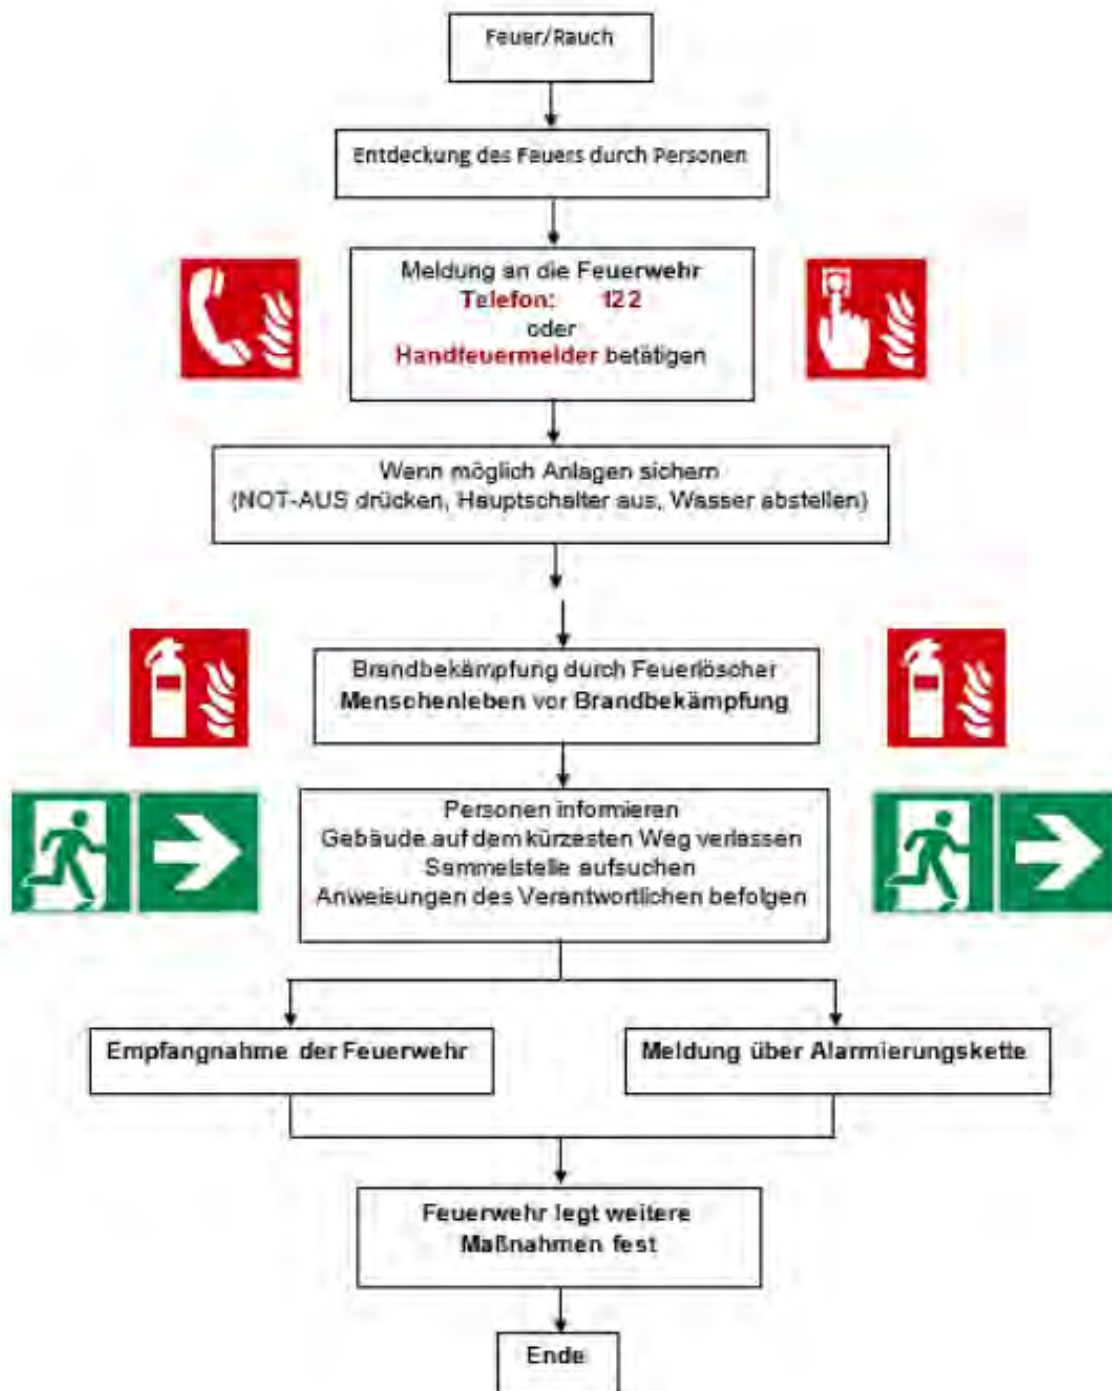 Feuer/Rauch
Entdeckung des Feuers durch Personen
Meldung an die Feuerwehr
Telefon: 122
oder
Handfeuermelder betätigen
Wenn möglich Anlagen sichern
(NOT-AUS drücken, Hauptschalter aus, Wasser abstellen)
Brandbekämpfung durch Feuerlöscher
Menschenleben vor Brandbekämpfung
Personen informieren
Gebäude auf dem kürzesten Weg verlassen
Sammelstelle aufsuchen
Anweisungen des Verantwortlichen befolgen
Empfangnahme der Feuerwehr
Meldung über Alarmierungskette
Feuerwehr legt weitere
Maßnahmen fest
Ende